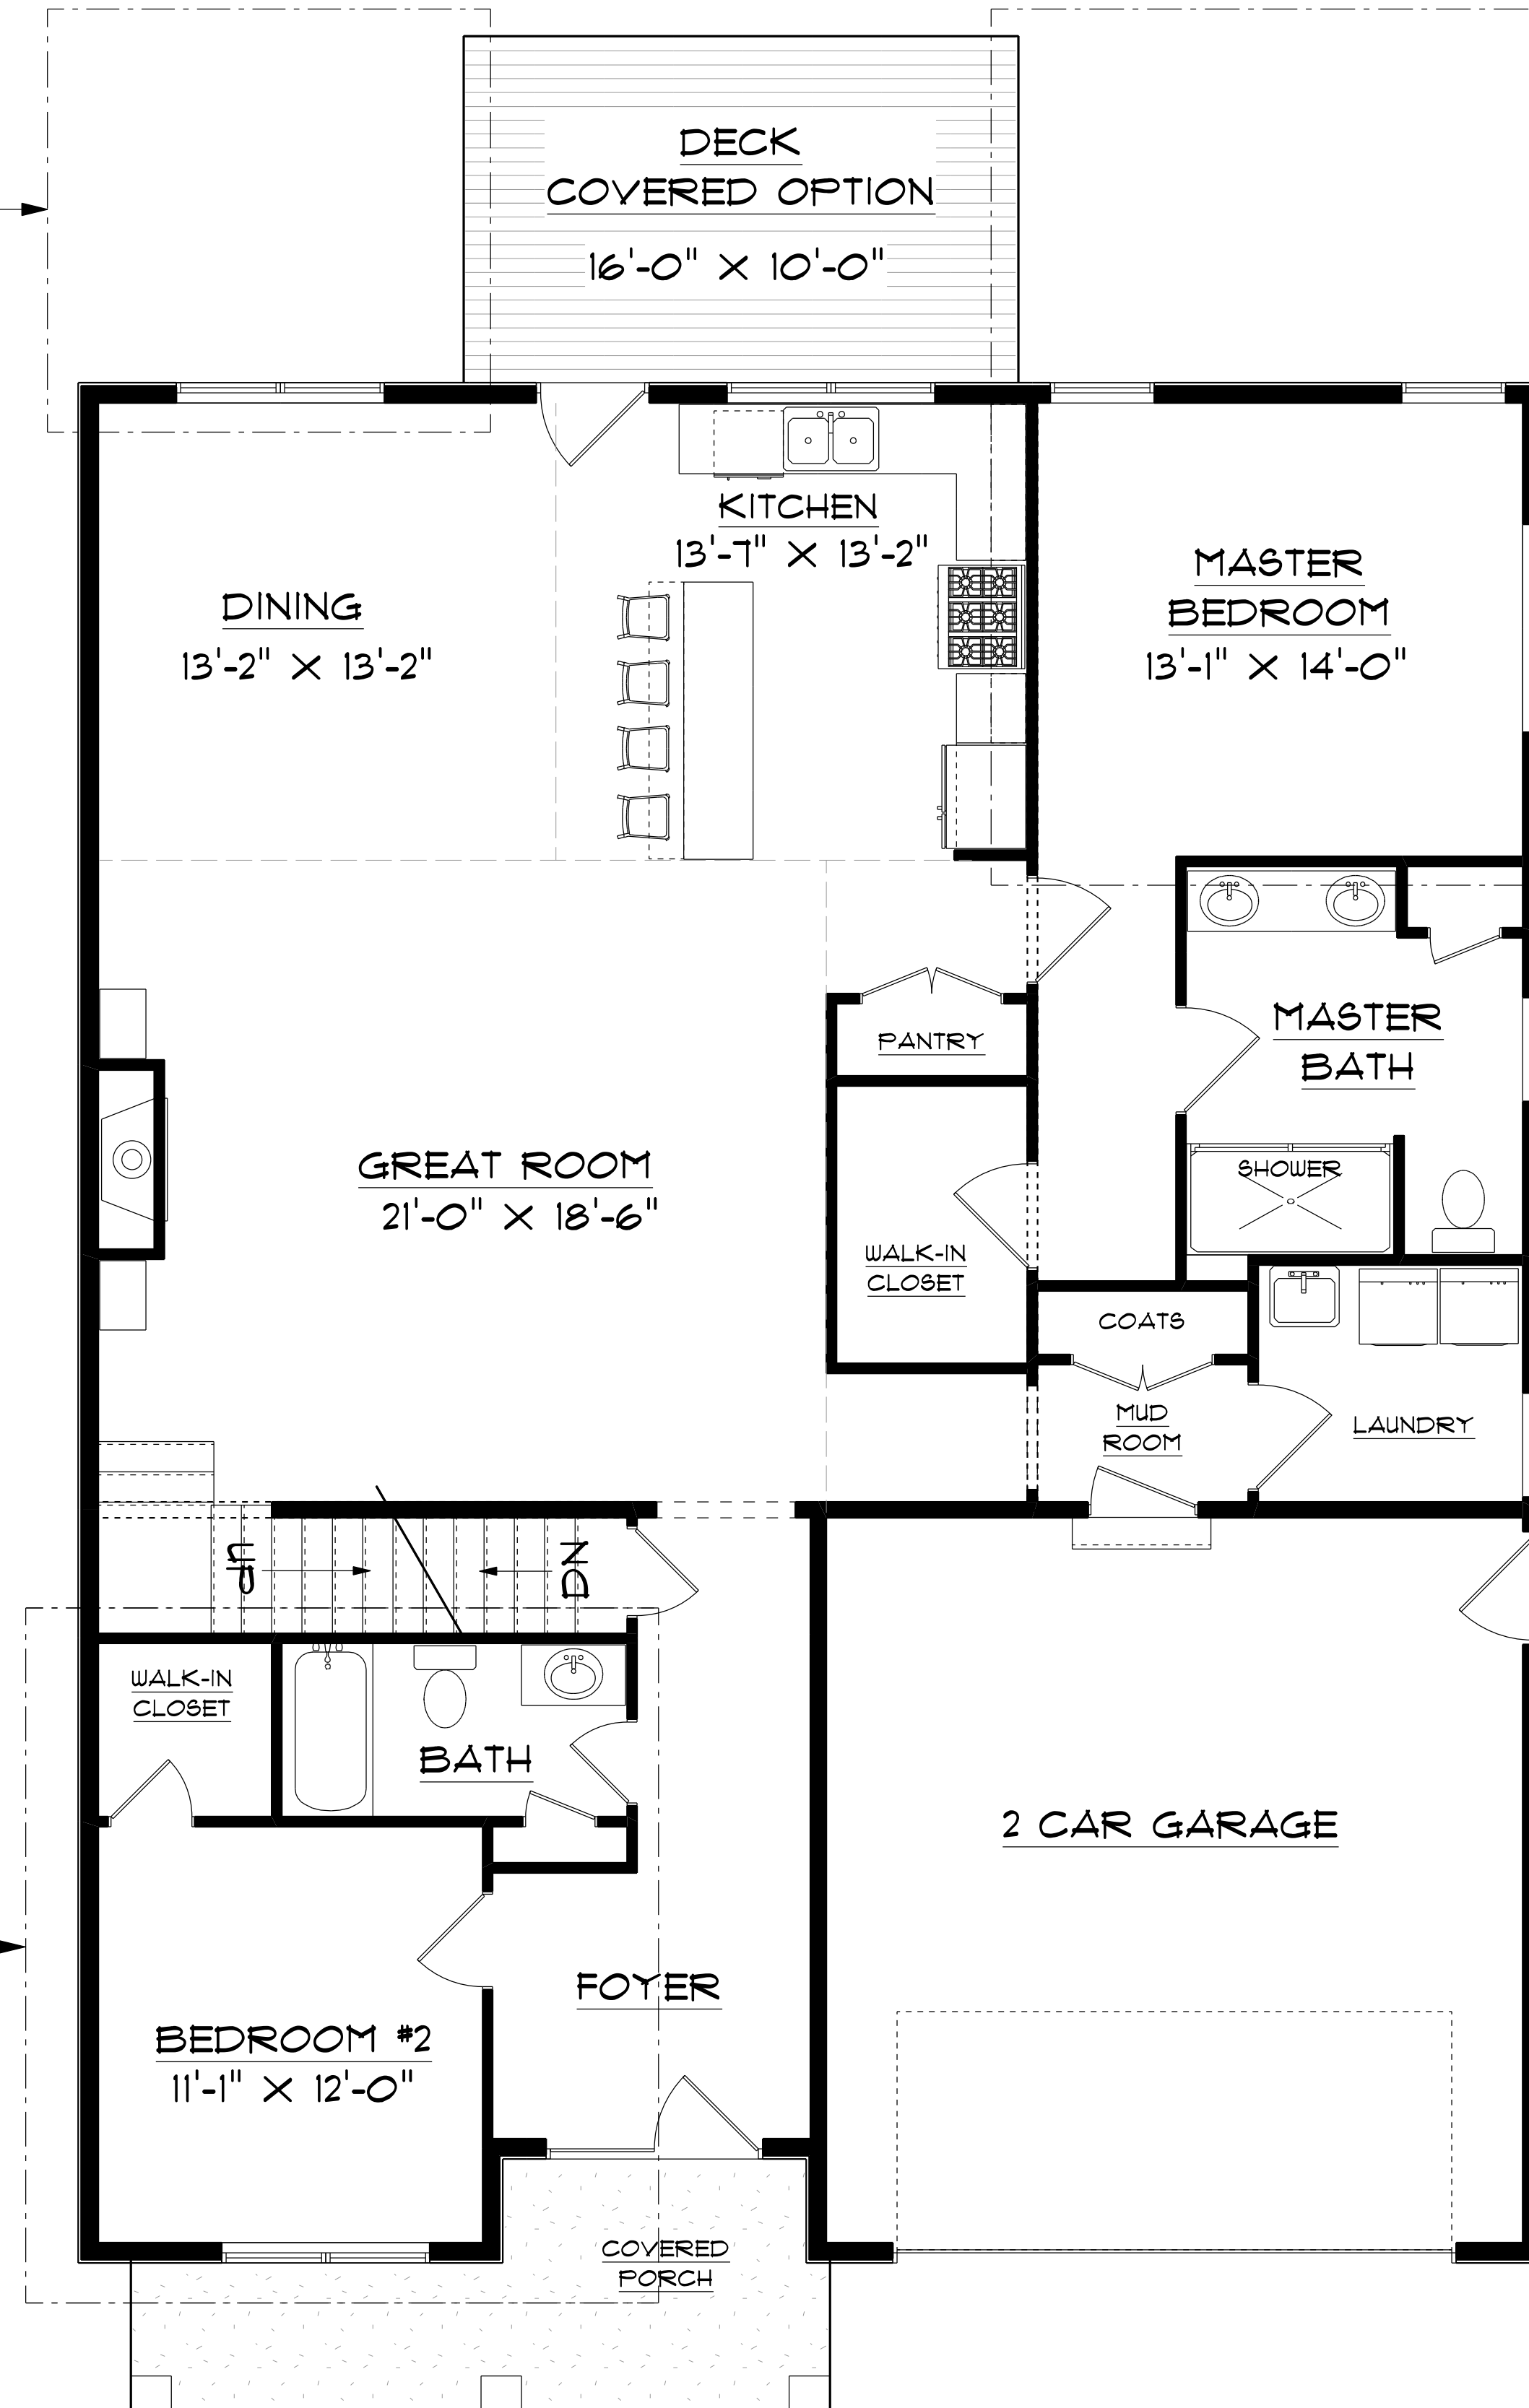 DECK
COVERED OPTION
16'-0" X 10'-0"
KITCHEN
13'-7" X 13'-2"
MASTER
BEDROOM
13'-1" X 14'-0"
DINING
13'-2" X 13'-2"
MASTER
BATH
PANTRY
GREAT ROOM
21'-0" X 18'-6"
SHOWER
WALK-IN
CLOSET
COATS
MUD
ROOM
LAUNDRY
UP
DN
WALK-IN
CLOSET
BATH
2 CAR GARAGE
FOYER
BEDROOM #2
11'-1" X 12'-0"
COVERED
PORCH